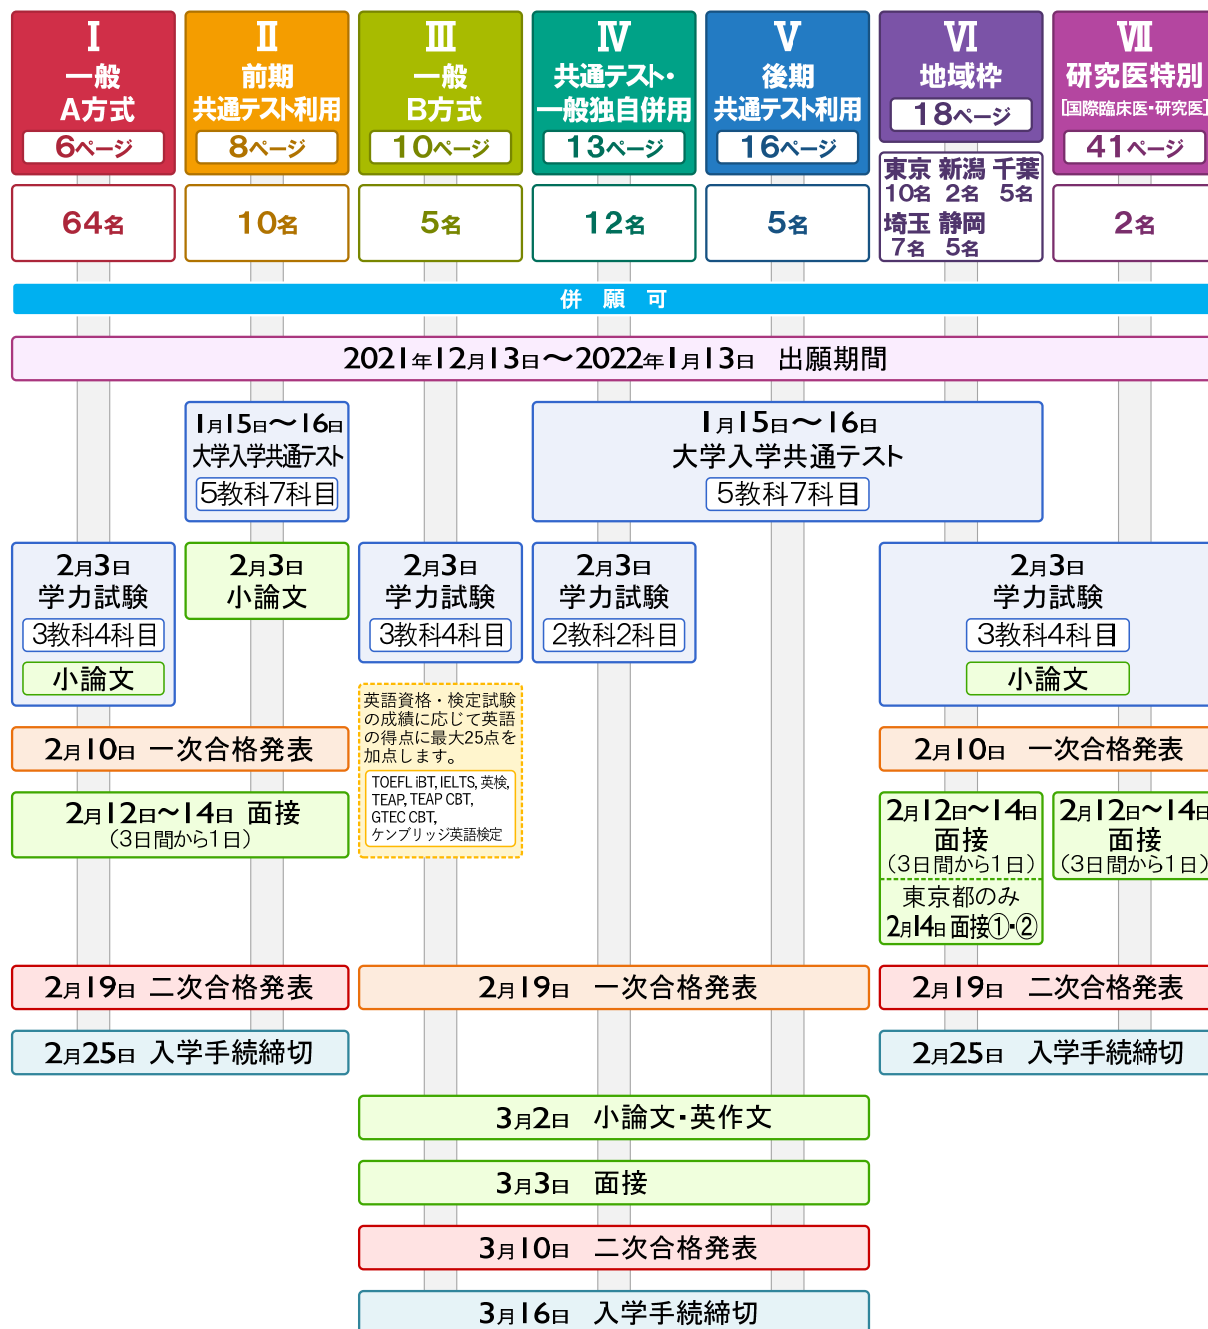 Ⅰ
一般
A方式
6ページ
64名
Ⅱ
前期
共通テスト利用
8ページ
10名
Ⅲ
一般
B方式
10ページ
5名
Ⅳ
共通テスト・
一般独自併用
13ページ
12名
Ⅴ
後期
共通テスト利用
16ページ
5名
Ⅵ
地域枠
18ページ
東京 新潟 千葉
10名 2名 5名
埼玉 静岡
7名 5名
Ⅶ
研究医特別
[国際臨床医・研究医]
41ページ
2名
併願可
2021年12月13日〜2022年1月13日 出願期間
1月15日〜16日
大学入学共通テスト
5教科7科目
1月15日〜16日
大学入学共通テスト
5教科7科目
2月3日
学力試験
3教科4科目
小論文
2月3日
小論文
2月3日
学力試験
3教科4科目
2月3日
学力試験
2教科2科目
2月3日
学力試験
3教科4科目
小論文
英語資格・検定試験
の成績に応じて英語
の得点に最大25点を
加点します。
TOEFL iBT, IELTS, 英検,
TEAP, TEAP CBT,
GTEC CBT,
ケンブリッジ英語検定
2月10日 一次合格発表
2月10日 一次合格発表
2月12日〜14日 面接
（3日間から1日）
2月12日〜14日
面接
（3日間から1日）
東京都のみ
2月14日 面接①・②
2月12日〜14日
面接
（3日間から1日）
2月19日 二次合格発表
2月19日 一次合格発表
2月19日 二次合格発表
2月25日 入学手続締切
2月25日 入学手続締切
3月2日 小論文・英作文
3月3日 面接
3月10日 二次合格発表
3月16日 入学手続締切